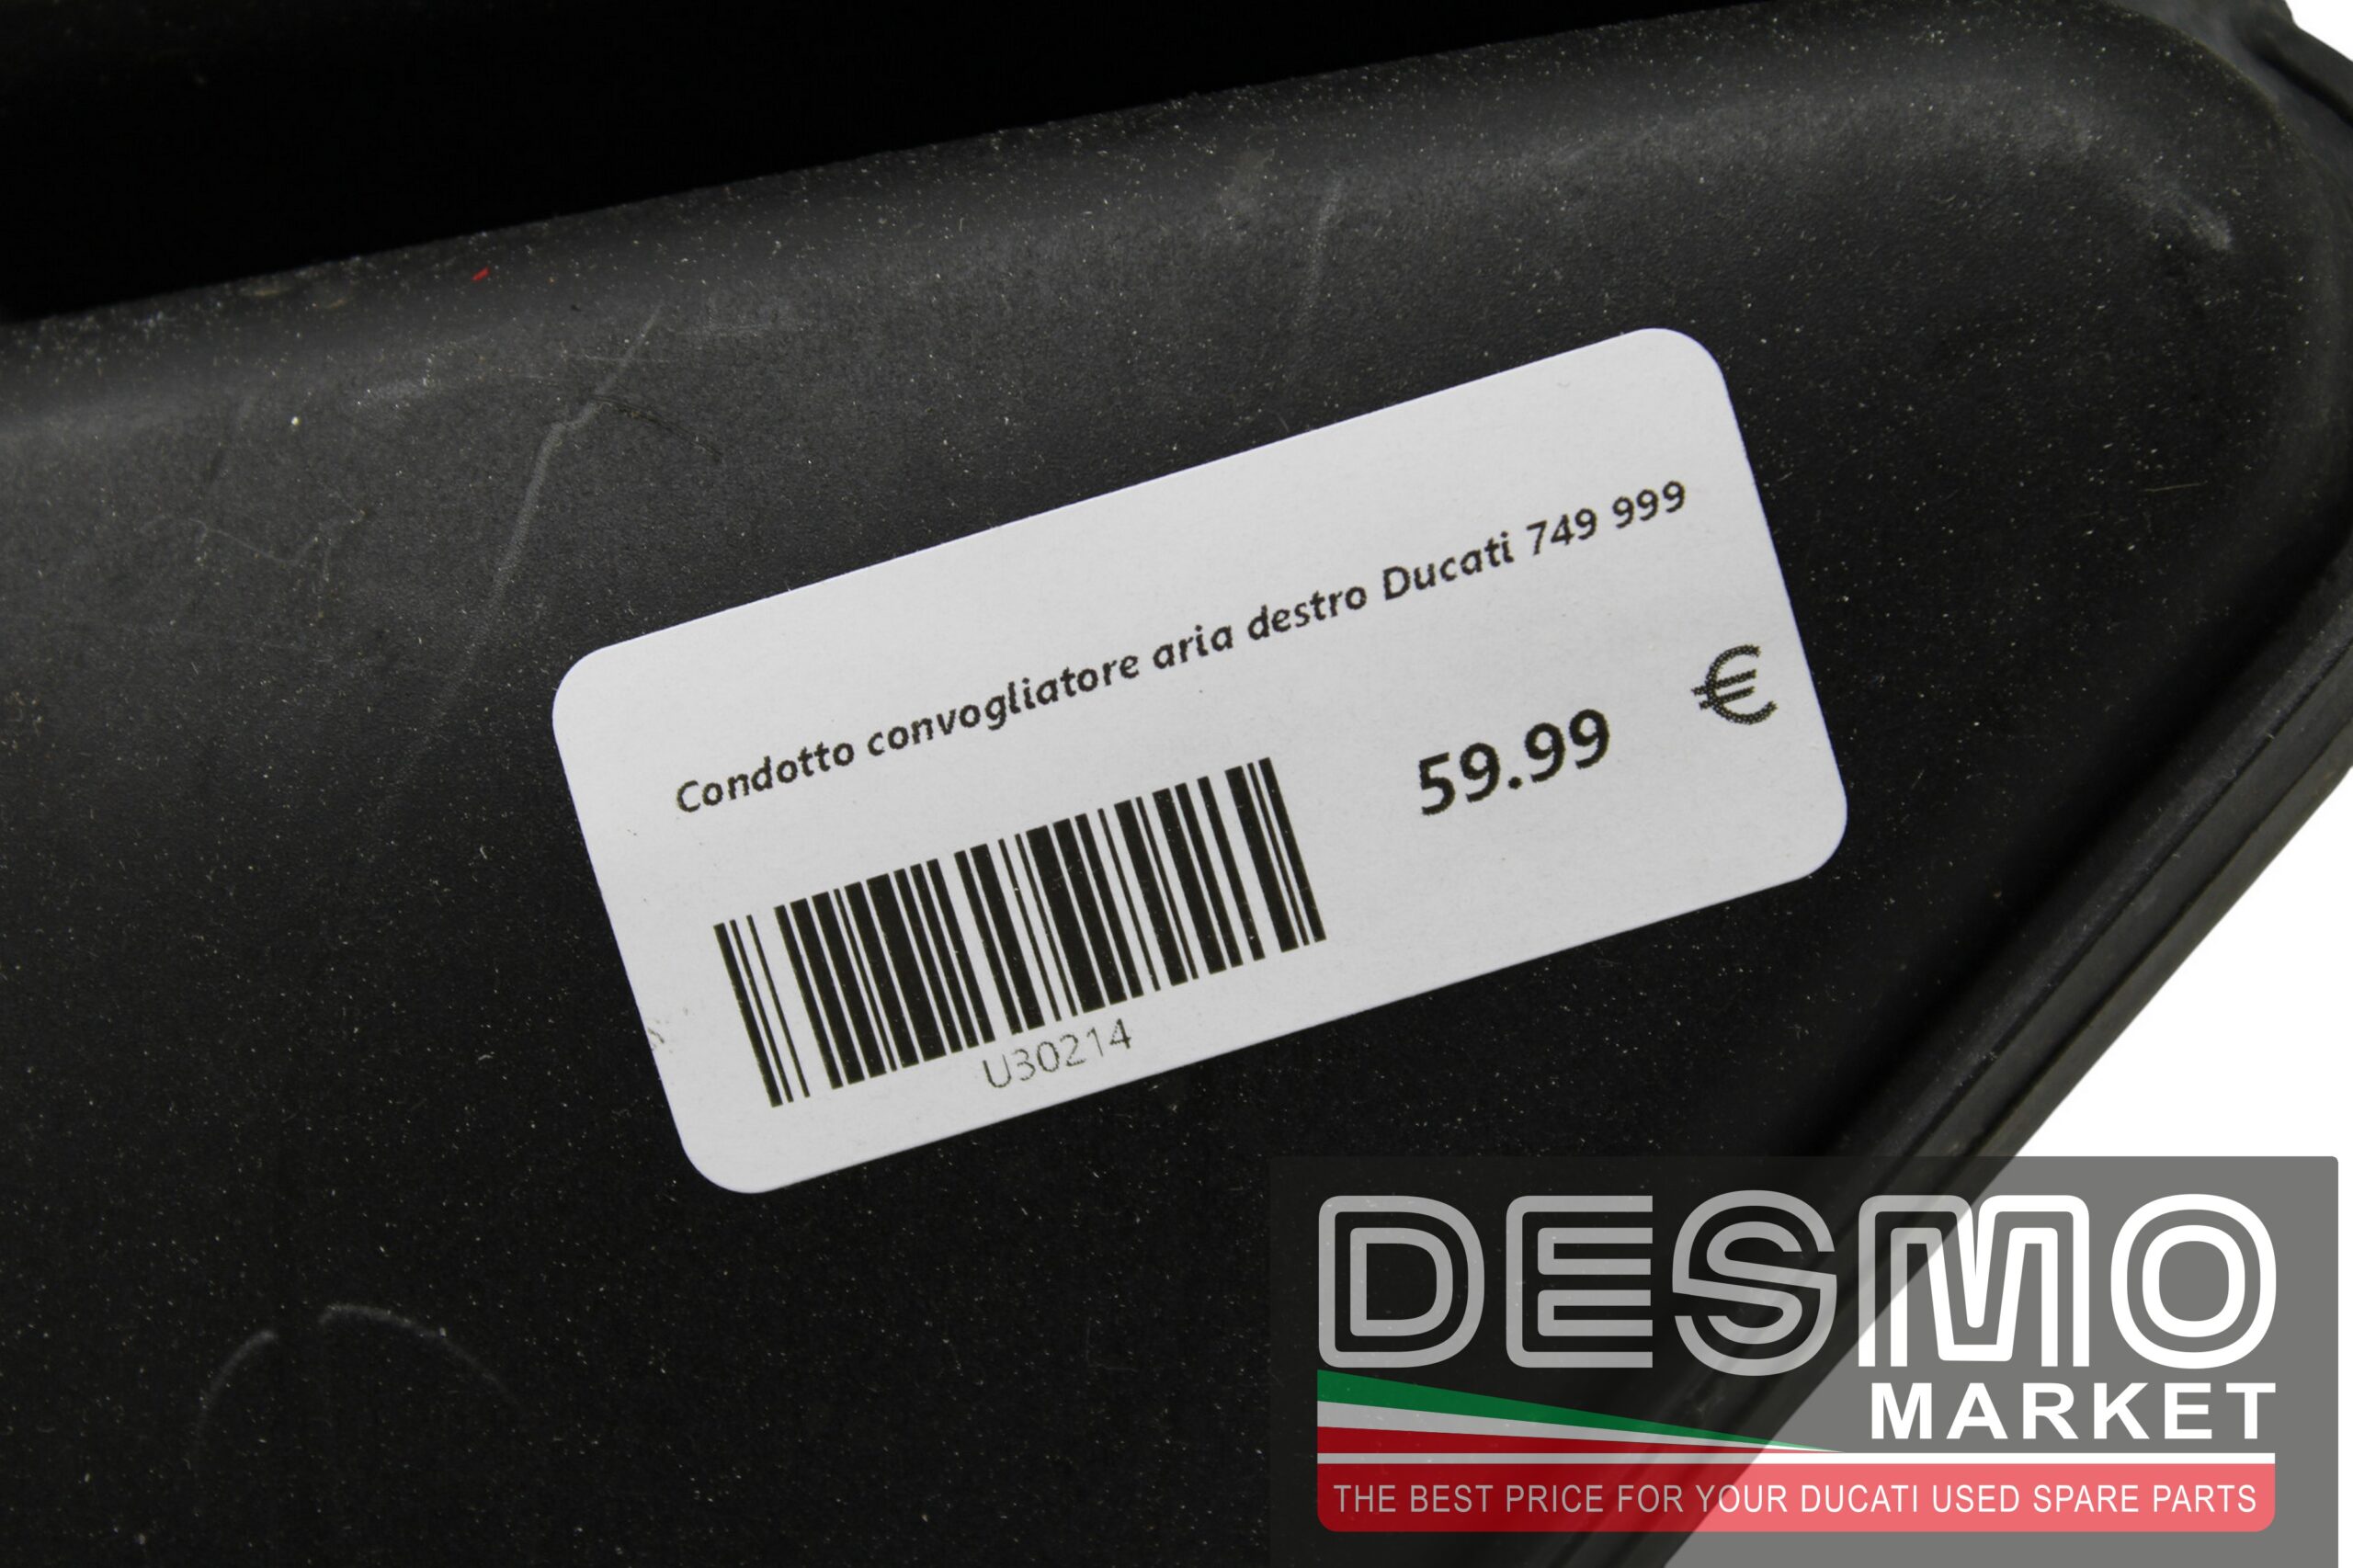 Condotto convogliatore aria destro Ducati 749 999
59.99 €
U30214
DESMO
MARKET
THE BEST PRICE FOR YOUR DUCATI USED SPARE PARTS